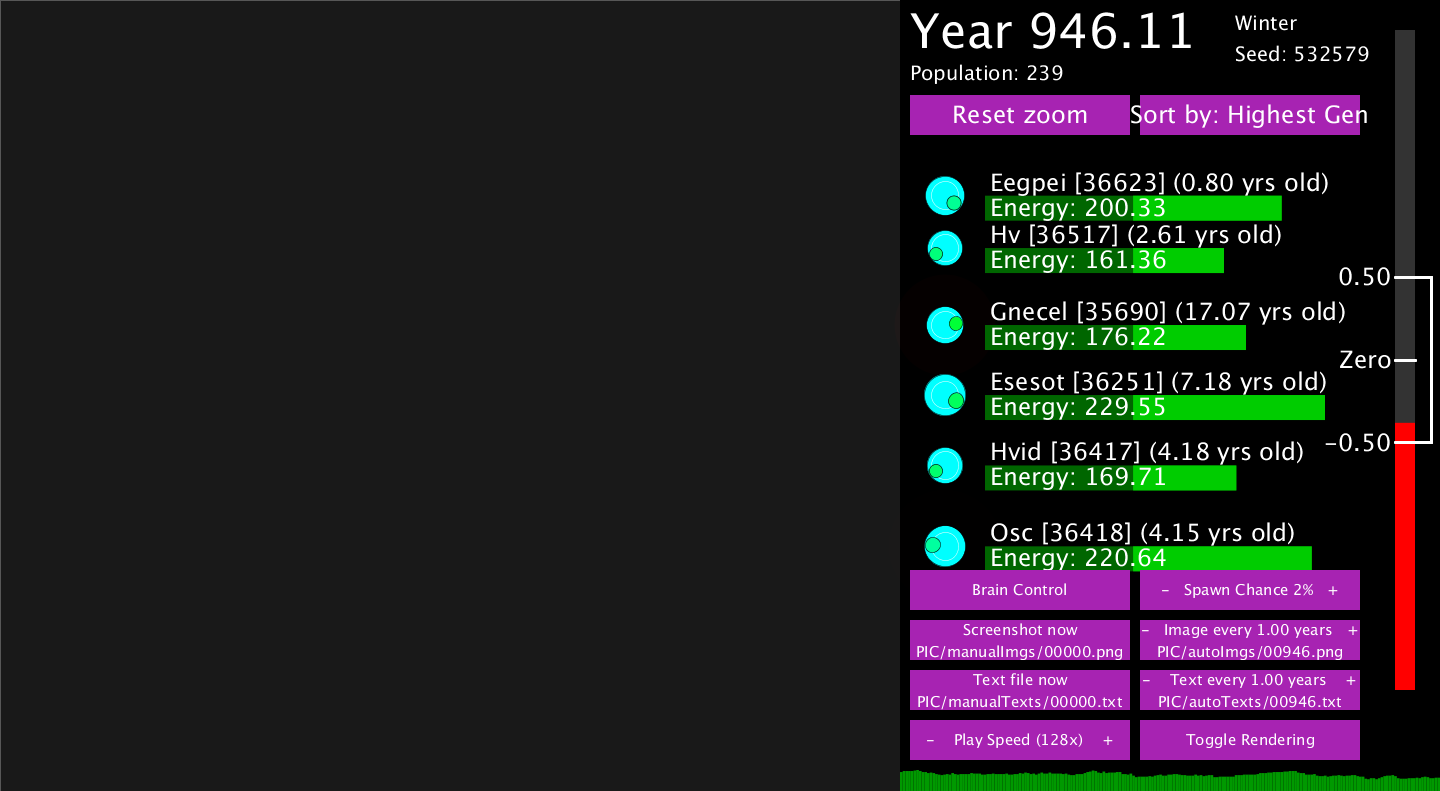 Year 946.11
Winter
Seed: 532579
Population: 239
Reset zoom
Sort by: Highest Gen
Eegpei [36623] (0.80 yrs old)
Energy: 200.33
Hv [36517] (2.61 yrs old)
Energy: 161.36
0.50
Gnecel [35690] (17.07 yrs old)
Energy: 176.22
Zero
Esesot [36251] (7.18 yrs old)
Energy: 229.55
-0.50
Hvid [36417] (4.18 yrs old)
Energy: 169.71
Osc [36418] (4.15 yrs old)
Energy: 220.64
Brain Control
- Spawn Chance 2% +
Screenshot now
PIC/manualImgs/00000.png
- Image every 1.00 years +
PIC/autoImgs/00946.png
Text file now
PIC/manualTexts/00000.txt
- Text every 1.00 years +
PIC/autoTexts/00946.txt
- Play Speed (128x) +
Toggle Rendering